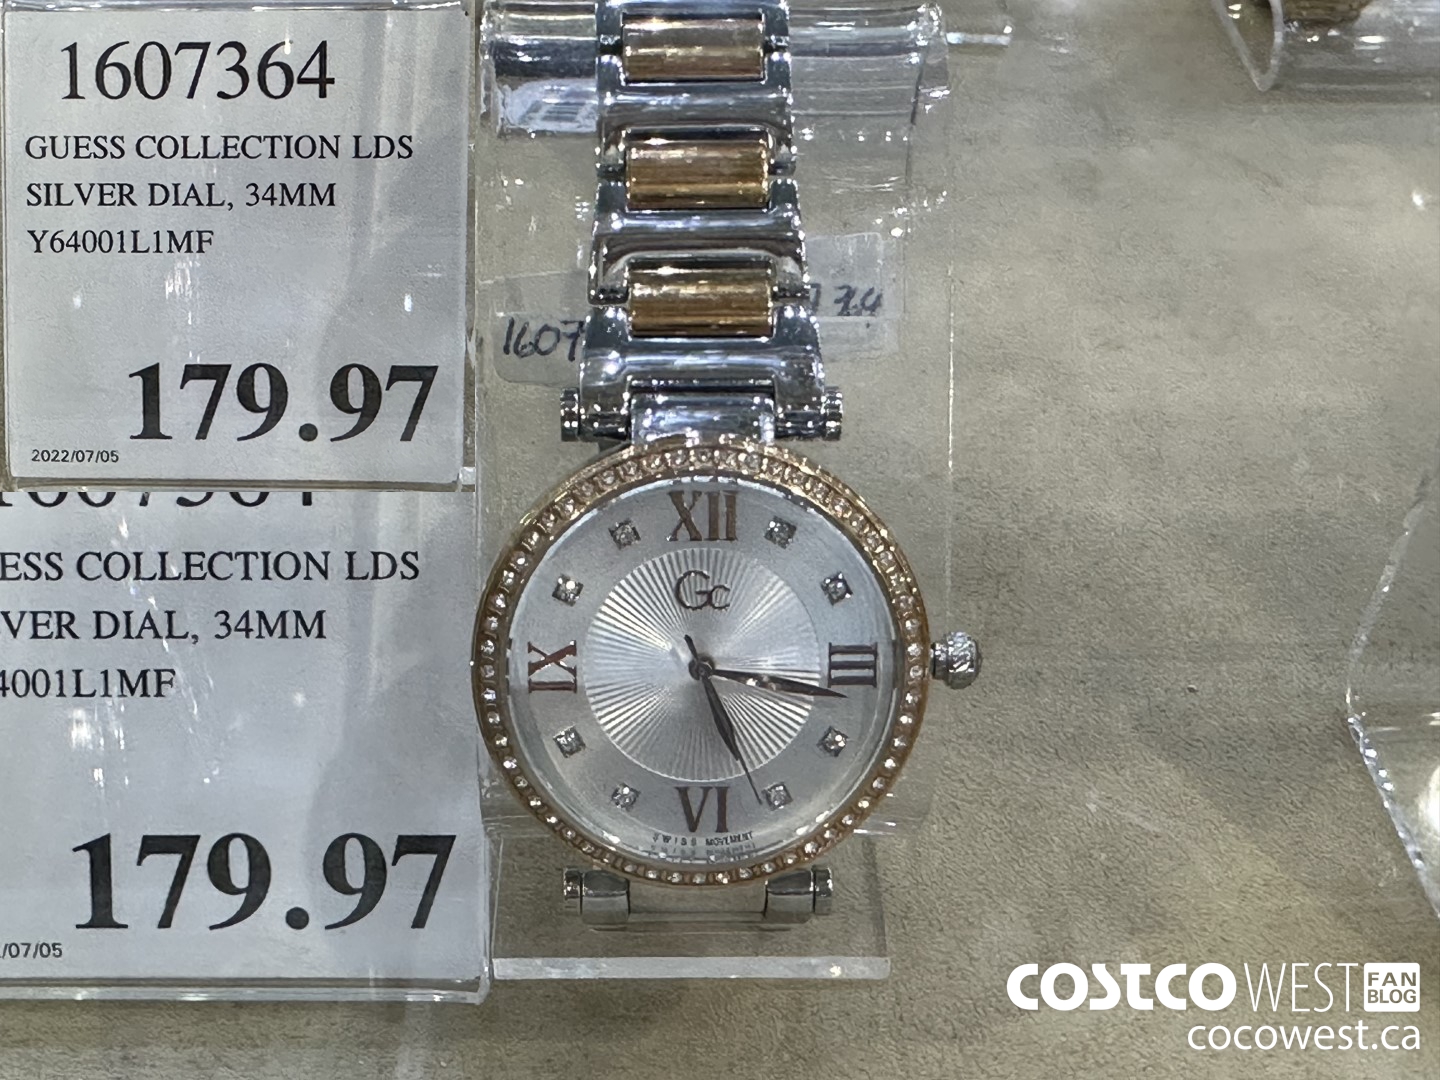 1607364
GUESS COLLECTION LDS
SILVER DIAL, 34MM
Y64001L1MF
179.97
2022/07/05
1607364
ESS COLLECTION LDS
VER DIAL, 34MM
4001L1MF
179.97
/07/05
1607
734
XII
Gc
IX
III
VI
SWISS MOVEMENT
COSTCO WEST FAN BLOG
cocowest.ca